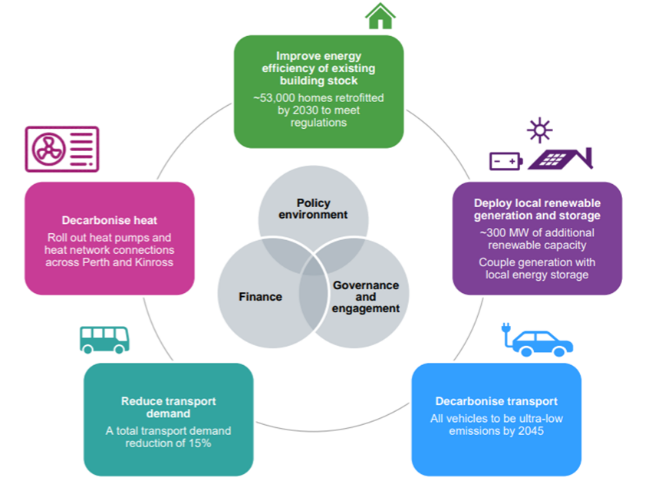 Improve energy
efficiency of existing
building stock
~53,000 homes retrofitted
by 2030 to meet
regulations
Deploy local renewable
generation and storage
~300 MW of additional
renewable capacity
Couple generation with
local energy storage
Decarbonise transport
All vehicles to be ultra-low
emissions by 2045
Reduce transport
demand
A total transport demand
reduction of 15%
Decarbonise heat
Roll out heat pumps and
heat network connections
across Perth and Kinross
Policy
environment
Finance
Governance
and
engagement